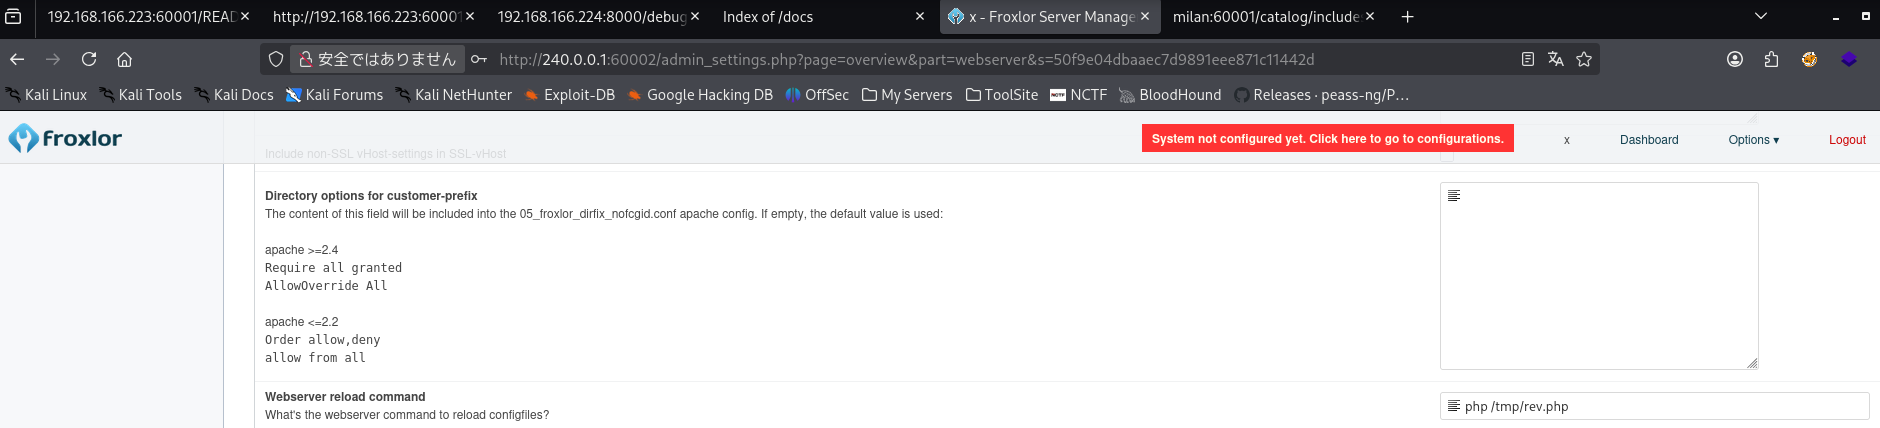 192.168.166.223:60001/READ
http://192.168.166.223:60001
192.168.166.224:8000/debug
Index of /docs
x - Froxlor Server Manage
milan:60001/catalog/include
安全ではありません
http://240.0.0.1:60002/admin_settings.php?page=overview&part=webserver&s=50f9e04dbaaec7d9891eee871c11442d
Kali Linux Kali Tools Kali Docs Kali Forums Kali NetHunter Exploit-DB Google Hacking DB OffSec My Servers ToolSite NCTF NCTF BloodHound Releases · peass-ng/P…
froxlor
System not configured yet. Click here to go to configurations.
x
Dashboard
Options ▾
Logout
Include non-SSL vHost-settings in SSL-vHost
Directory options for customer-prefix
The content of this field will be included into the 05_froxlor_dirfix_nofcgid.conf apache config. If empty, the default value is used:
apache >=2.4
Require all granted
AllowOverride All
apache <=2.2
Order allow,deny
allow from all
Webserver reload command
What's the webserver command to reload configfiles?
php /tmp/rev.php